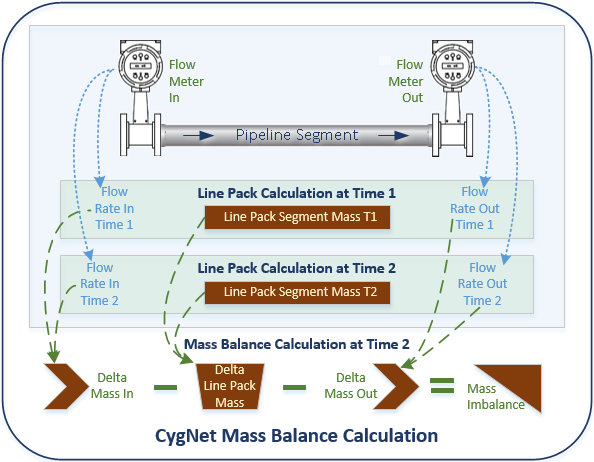 Flow
Meter
In
Flow
Meter
Out
Pipeline Segment
Line Pack Calculation at Time 1
Flow
Rate In
Time 1
Line Pack Segment Mass T1
Flow
Rate Out
Time 1
Line Pack Calculation at Time 2
Flow
Rate In
Time 2
Line Pack Segment Mass T2
Flow
Rate Out
Time 2
Mass Balance Calculation at Time 2
Delta
Mass In
Delta
Line Pack
Mass
Delta
Mass Out
Mass
Imbalance
CygNet Mass Balance Calculation